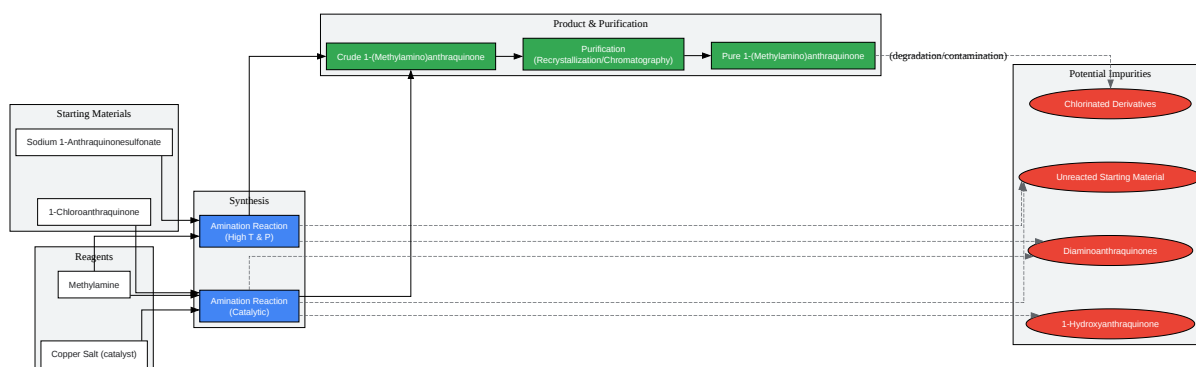 Product & Purification
Crude 1-(Methylamino)anthraquinone
Purification
(Recrystallization/Chromatography)
Pure 1-(Methylamino)anthraquinone
(degradation/contamination)
Potential Impurities
Chlorinated Derivatives
Starting Materials
Sodium 1-Anthraquinonesulfonate
Unreacted Starting Material
1-Chloroanthraquinone
Synthesis
Amination Reaction
(High T & P)
Diaminoanthraquinones
Reagents
Methylamine
Amination Reaction
(Catalytic)
1-Hydroxyanthraquinone
Copper Salt (catalyst)